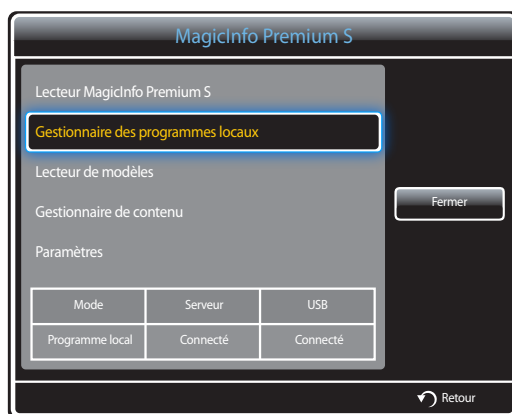 MagicInfo Premium S
Lecteur MagicInfo Premium S
Gestionnaire des programmes locaux
Lecteur de modèles
Gestionnaire de contenu
Fermer
Paramètres
Mode Serveur USB
Programme local Connecté Connecté
Retour